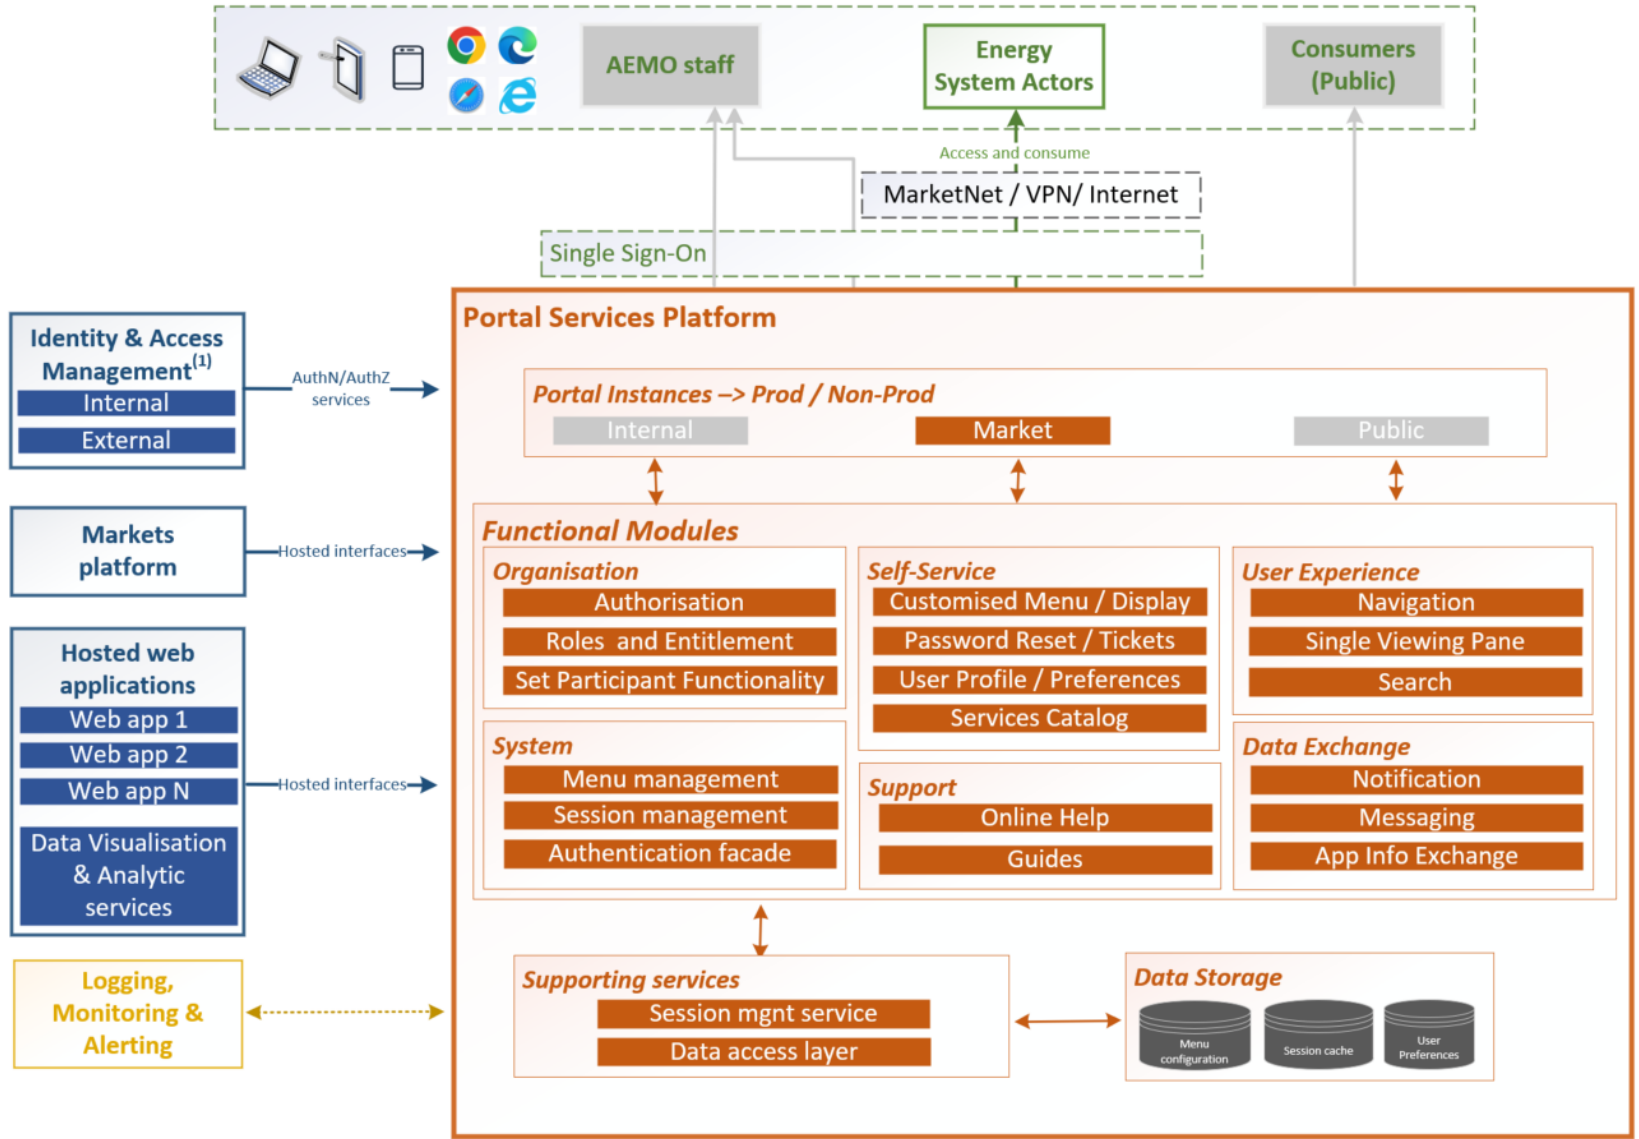 AEMO staff
Energy
System Actors
Consumers
(Public)
Access and consume
MarketNet / VPN/ Internet
Single Sign-On
Portal Services Platform
Identity & Access
Management(1)
Internal
External
AuthN/AuthZ
services
Portal Instances –> Prod / Non-Prod
Internal
Market
Public
Markets
platform
Hosted interfaces
Functional Modules
Organisation
Authorisation
Roles and Entitlement
Set Participant Functionality
Self-Service
Customised Menu / Display
Password Reset / Tickets
User Profile / Preferences
Services Catalog
User Experience
Navigation
Single Viewing Pane
Search
Hosted web
applications
Web app 1
Web app 2
Web app N
Data Visualisation
& Analytic
services
Hosted interfaces
System
Menu management
Session management
Authentication facade
Support
Online Help
Guides
Data Exchange
Notification
Messaging
App Info Exchange
Logging,
Monitoring &
Alerting
Supporting services
Session mgnt service
Data access layer
Data Storage
Menu
configuration
Session cache
User
Preferences